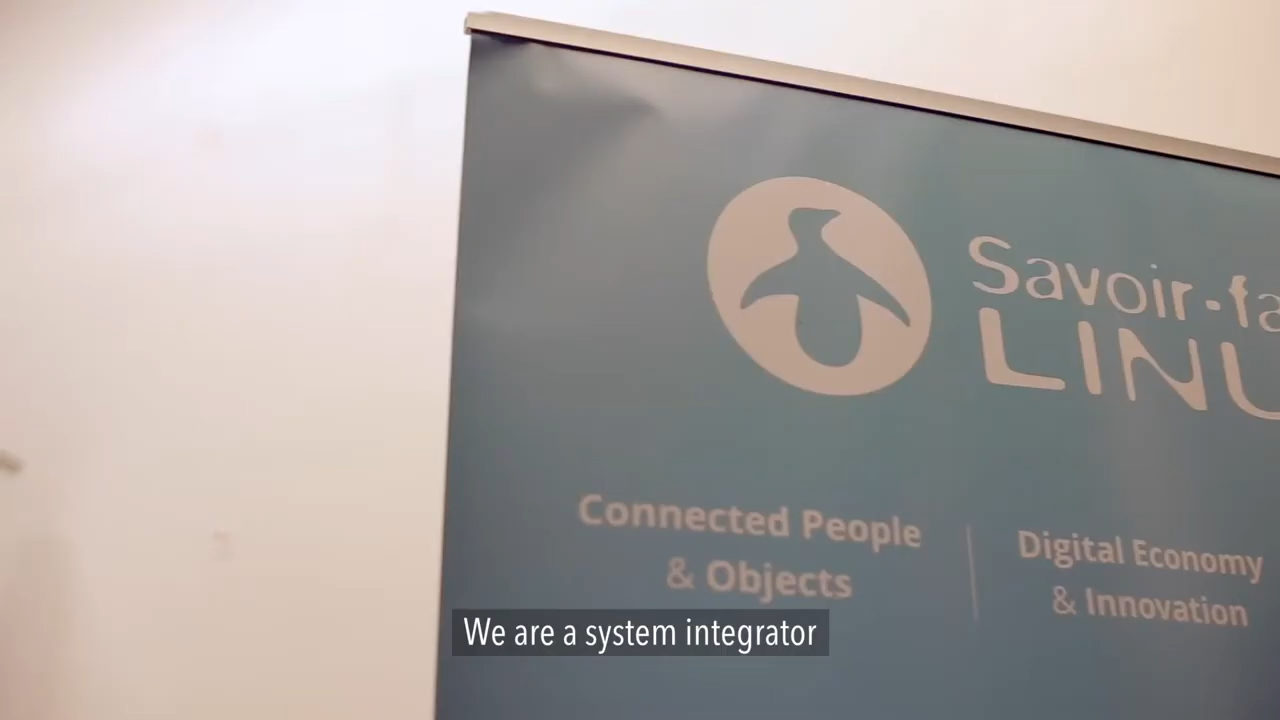 Savoir-fa
LINU
Connected People
& Objects
Digital Economy
& Innovation
We are a system integrator